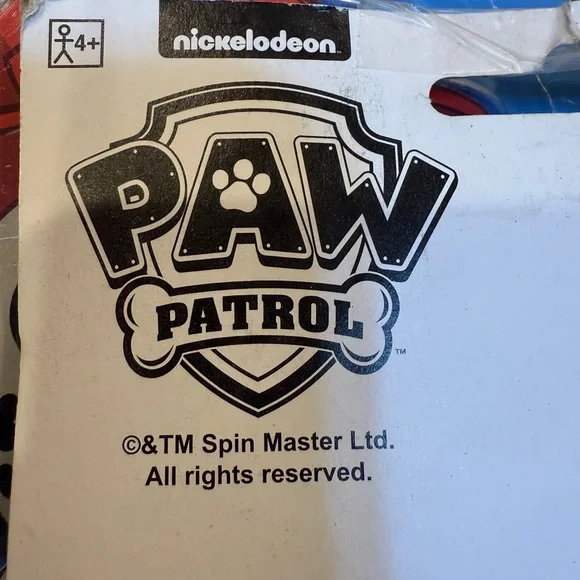 4+
nickelodeon
PAW
PATROL
™
©&TM Spin Master Ltd.
All rights reserved.